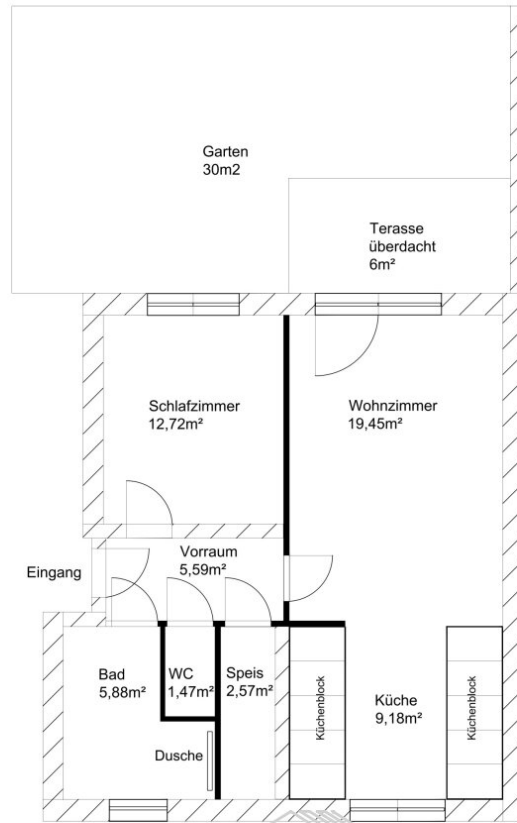 Garten
30m2
Terasse
überdacht
6m²
Schlafzimmer
12,72m²
Wohnzimmer
19,45m²
Vorraum
5,59m²
Eingang
Bad
5,88m²
WC
1,47m²
Speis
2,57m²
Küchenblock
Küche
9,18m²
Küchenblock
Dusche